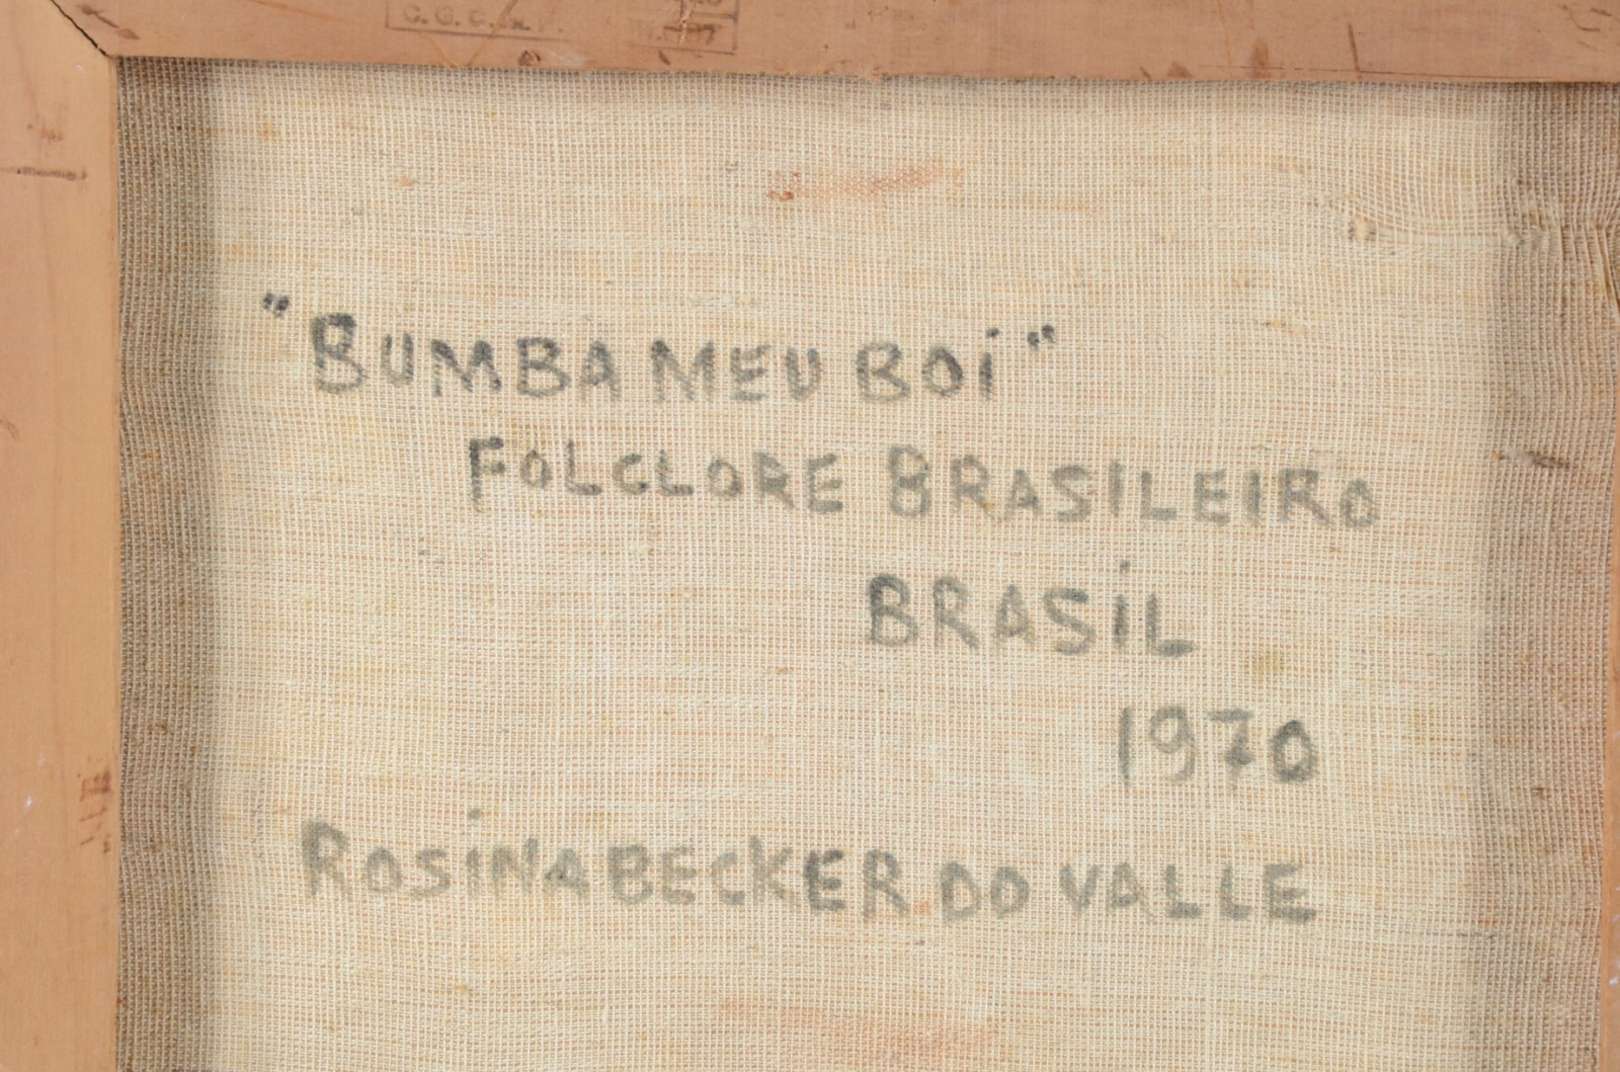 "BUMBA MEU BOI"
FOLCLORE BRASILEIRO
BRASIL
1970
ROSINA BECKER DO VALLE